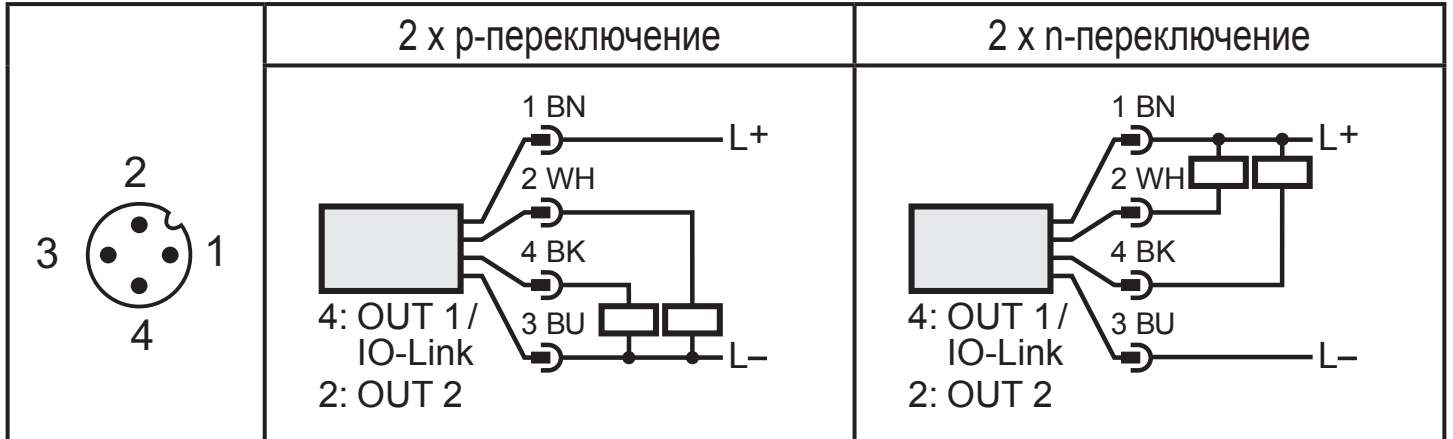 2 x p-переключение
2 x n-переключение
2
3
1
4
1 BN
L+
2 WH
4 BK
4: OUT 1/
IO-Link
3 BU
L–
2: OUT 2
1 BN
L+
2 WH
4 BK
4: OUT 1/
IO-Link
3 BU
L–
2: OUT 2